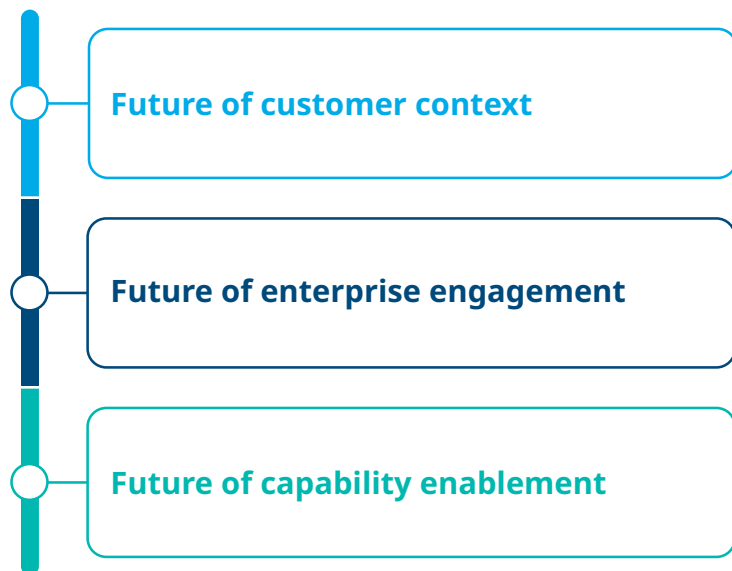 Future of customer context
Future of enterprise engagement
Future of capability enablement